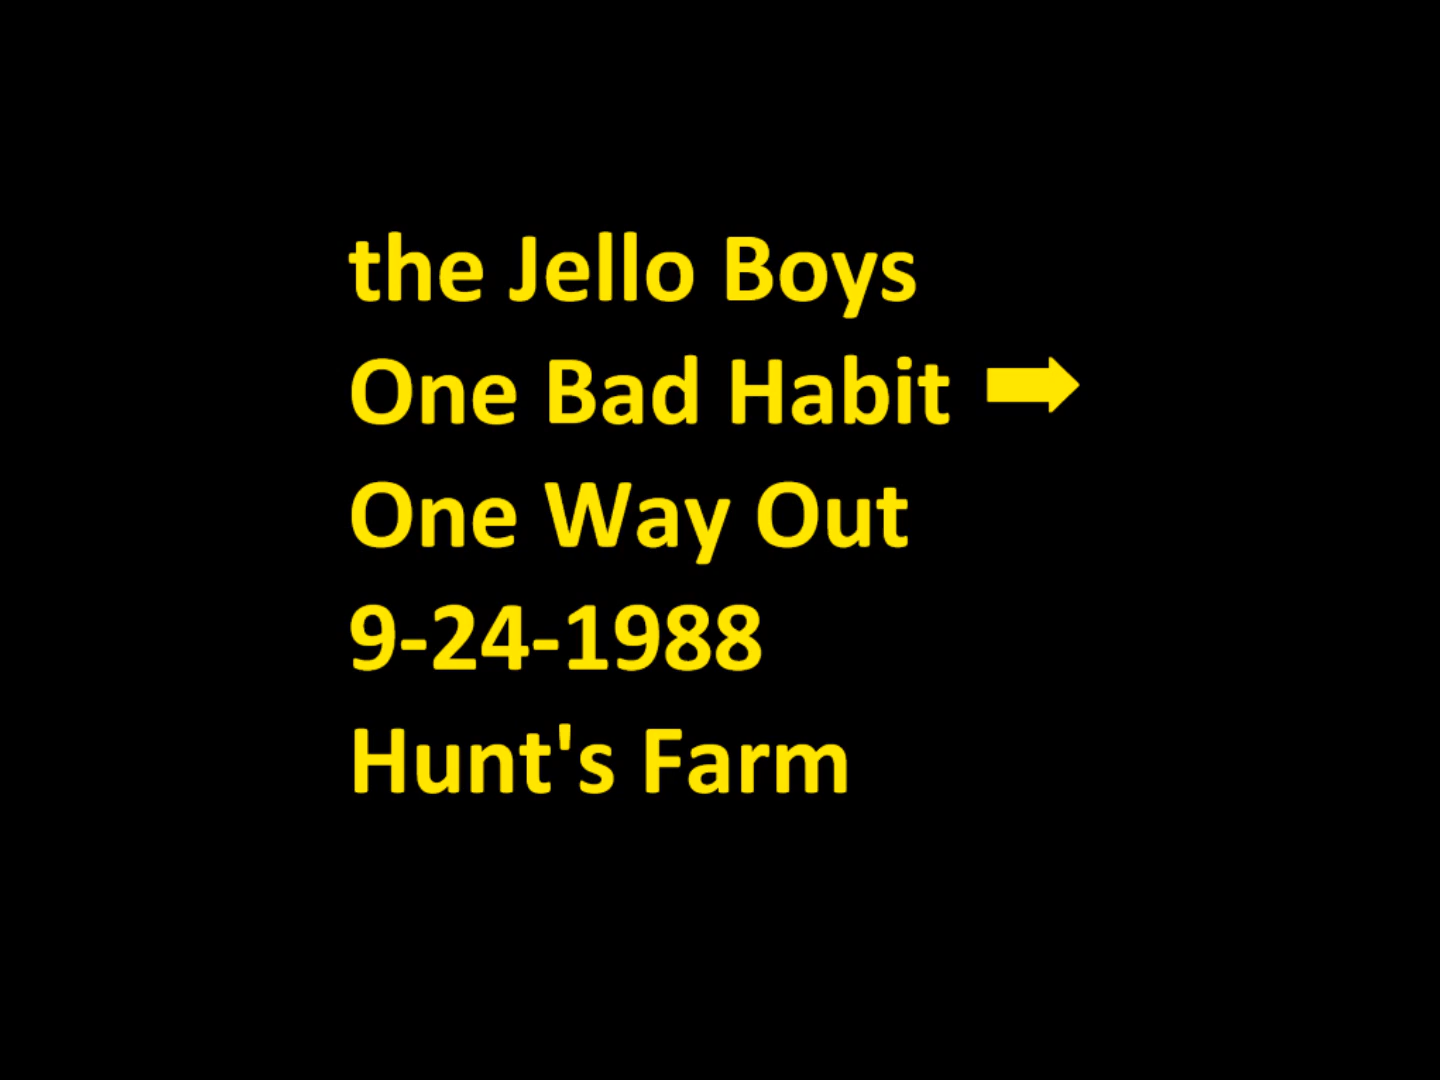 the Jello Boys
One Bad Habit ➡
One Way Out
9-24-1988
Hunt's Farm